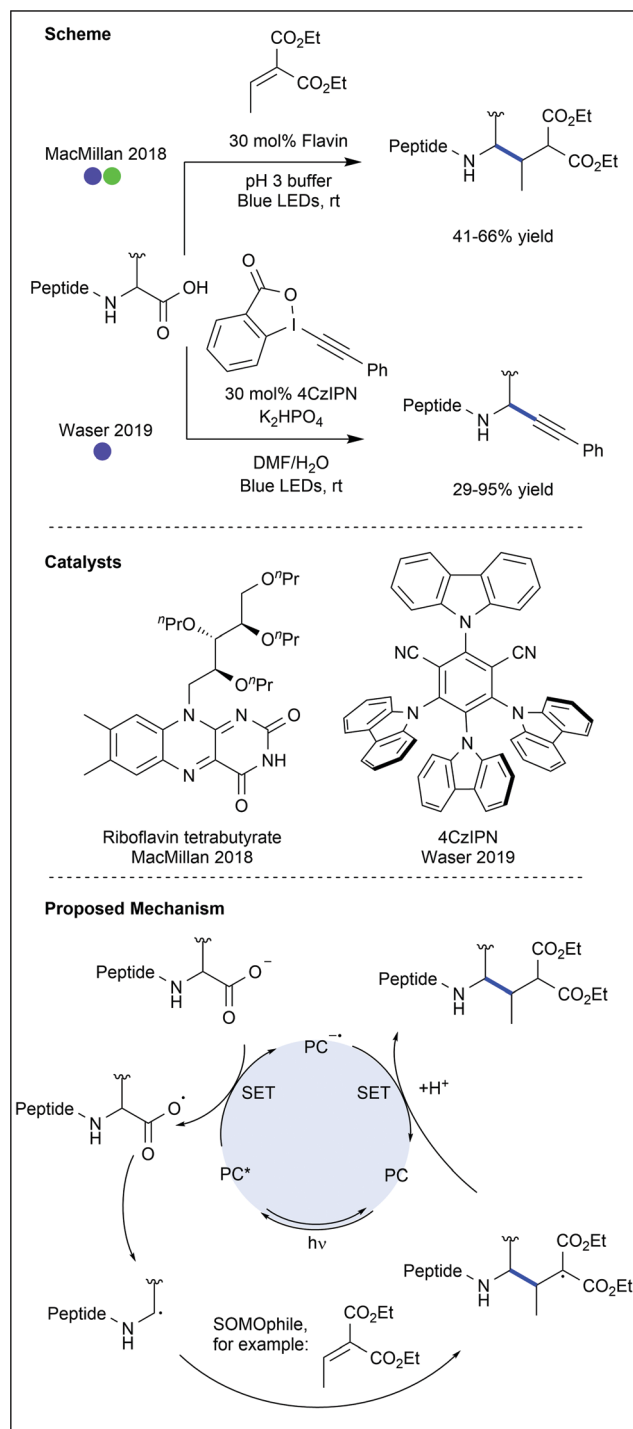 Scheme
CO₂Et
CO₂Et
MacMillan 2018
30 mol% Flavin
pH 3 buffer
Blue LEDs, rt
Peptide
N
H
CO₂Et
CO₂Et
41-66% yield
Peptide
N
H
OH
O
O
O
I
Ph
30 mol% 4CzIPN
K₂HPO₄
Waser 2019
DMF/H₂O
Blue LEDs, rt
Peptide
N
H
Ph
29-95% yield
Catalysts
OⁿPr
ⁿPrO
OⁿPr
OⁿPr
N
N
O
NH
N
O
Riboflavin tetrabutyrate
MacMillan 2018
N
NC
CN
N
N
N
4CzIPN
Waser 2019
Proposed Mechanism
Peptide
N
H
O⁻
O
Peptide
N
H
CO₂Et
CO₂Et
PC⁻•
SET
SET
+H⁺
Peptide
N
H
O•
O
PC*
PC
hν
Peptide
N
H
•
SOMOphile,
for example:
CO₂Et
CO₂Et
Peptide
N
H
CO₂Et
•
CO₂Et